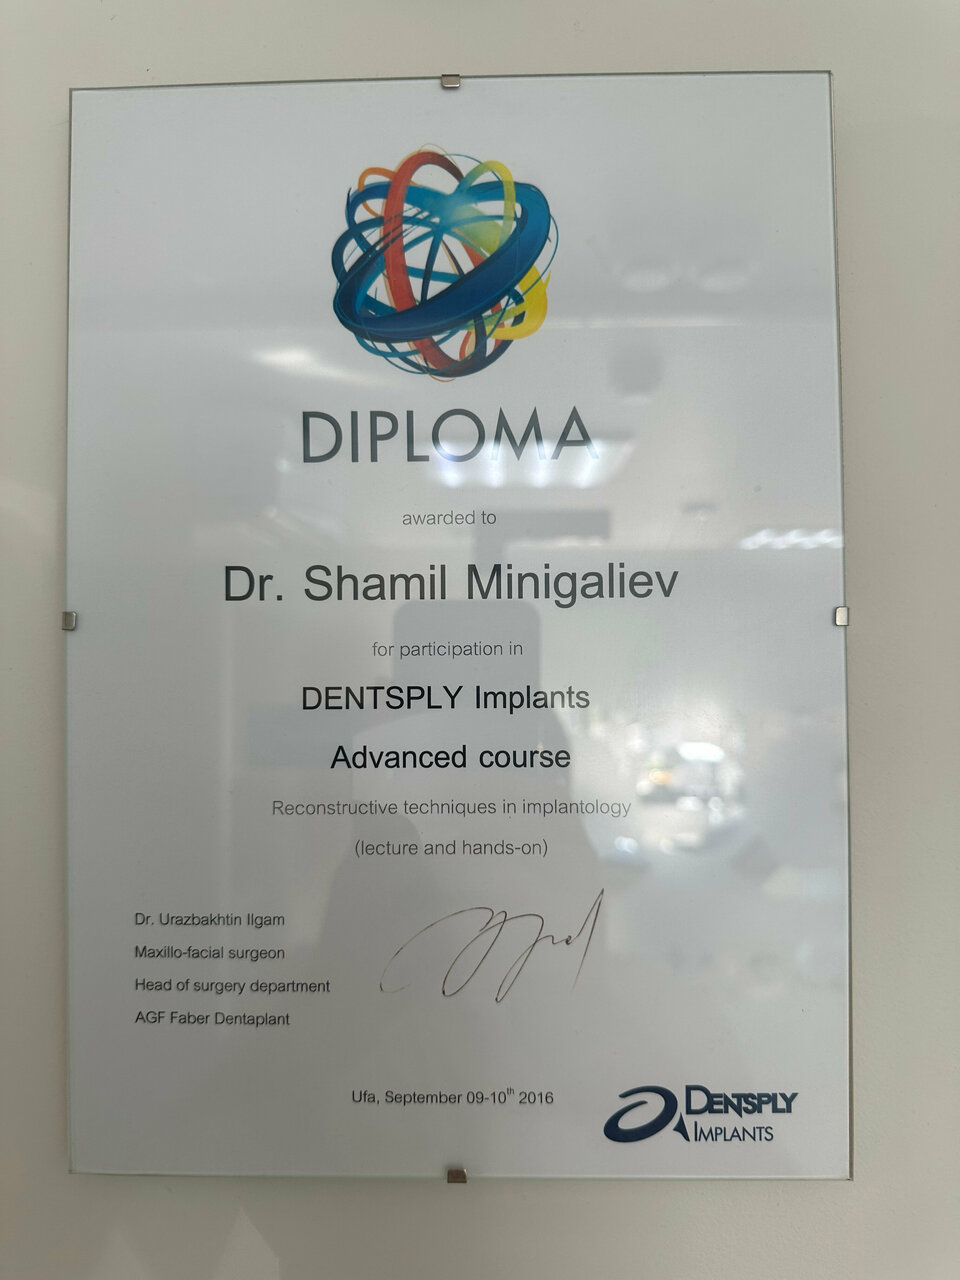 DIPLOMA
awarded to
Dr. Shamil Minigaliev
for participation in
DENTSPLY Implants
Advanced course
Reconstructive techniques in implantology
(lecture and hands-on)
Dr. Urazbakhtin Ilgam
Maxillo-facial surgeon
Head of surgery department
AGF Faber Dentaplant
Ufa, September 09-10th 2016
DENTSPLY
IMPLANTS